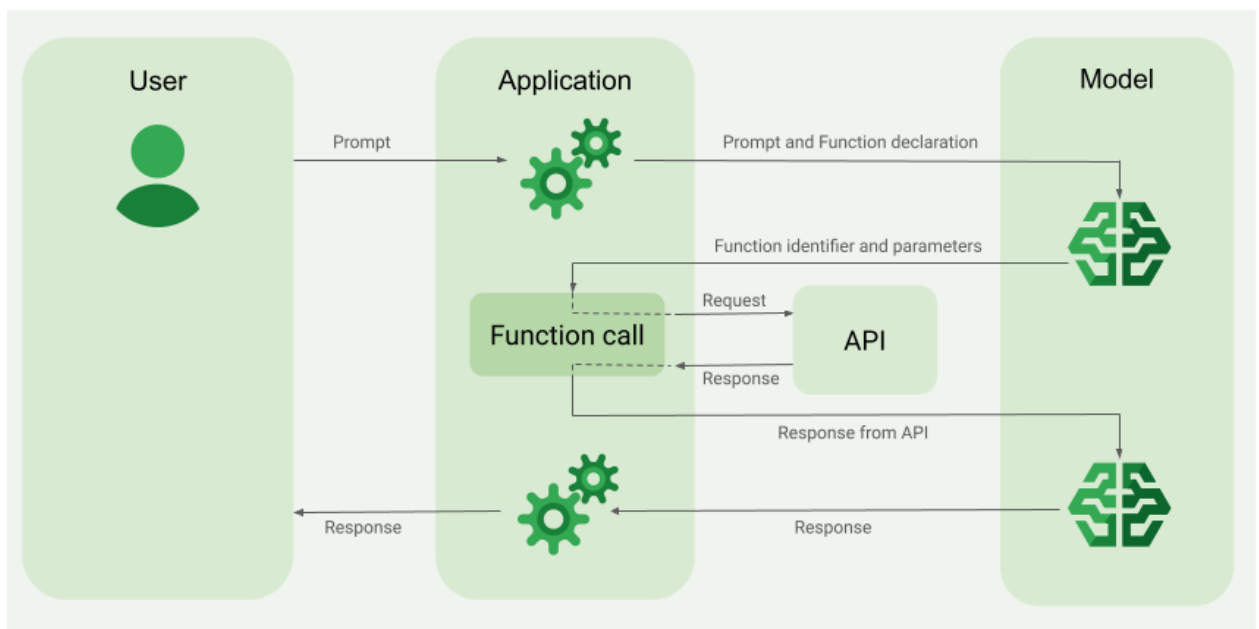 User
Application
Model
Prompt
Prompt and Function declaration
Function identifier and parameters
Request
Function call
API
Response
Response from API
Response
Response